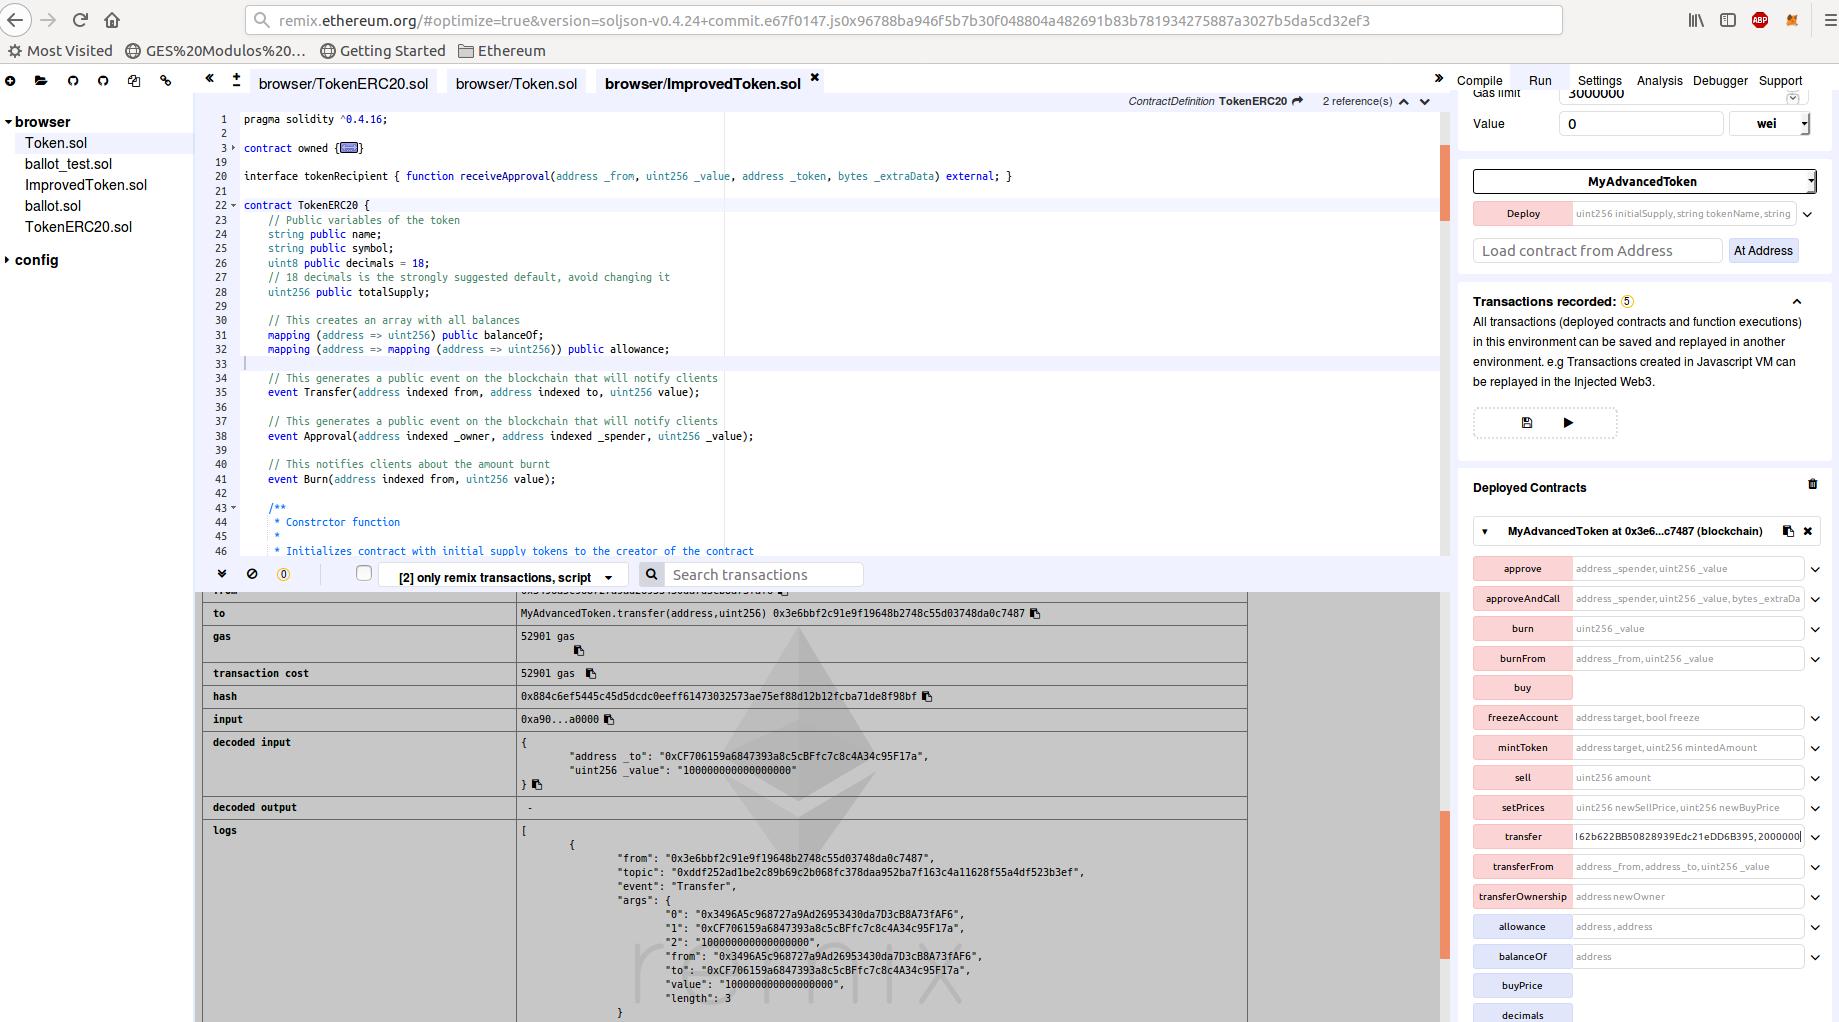 remix.ethereum.org/#optimize=true&version=soljson-v0.4.24+commit.e67f0147.js0x96788ba946f5b7b30f048804a482691b83b781934275887a3027b5da5cd32ef3
ABP
Most Visited GES%20Modulos%20... Getting Started Ethereum
browser/TokenERC20.sol browser/Token.sol browser/ImprovedToken.sol
Compile Run Settings Analysis Debugger Support
browser
Token.sol
ballot_test.sol
ImprovedToken.sol
ballot.sol
TokenERC20.sol
config
ContractDefinition TokenERC20 2 reference(s)
1 pragma solidity ^0.4.16;
2
3 contract owned {}
19
20 interface tokenRecipient { function receiveApproval(address _from, uint256 _value, address _token, bytes _extraData) external; }
21
22 contract TokenERC20 {
23 // Public variables of the token
24 string public name;
25 string public symbol;
26 uint8 public decimals = 18;
27 // 18 decimals is the strongly suggested default, avoid changing it
28 uint256 public totalSupply;
29
30 // This creates an array with all balances
31 mapping (address => uint256) public balanceOf;
32 mapping (address => mapping (address => uint256)) public allowance;
33
34 // This generates a public event on the blockchain that will notify clients
35 event Transfer(address indexed from, address indexed to, uint256 value);
36
37 // This generates a public event on the blockchain that will notify clients
38 event Approval(address indexed _owner, address indexed _spender, uint256 _value);
39
40 // This notifies clients about the amount burnt
41 event Burn(address indexed from, uint256 value);
42
43 /**
44 * Constrctor function
45 *
46 * Initializes contract with initial supply tokens to the creator of the contract
0 [2] only remix transactions, script Search transactions
to MyAdvancedToken.transfer(address,uint256) 0x3e6bbf2c91e9f19648b2748c55d03748da0c7487
gas 52901 gas
transaction cost 52901 gas
hash 0x884c6ef5445c45d5dcdc0eeff61473032573ae75ef88d12b12fcba71de8f98bf
input 0xa90...a0000
decoded input {
"address _to": "0xCF706159a6847393a8c5cBFfc7c8c4A34c95F17a",
"uint256 _value": "100000000000000000"
}
decoded output -
logs [
{
"from": "0x3e6bbf2c91e9f19648b2748c55d03748da0c7487",
"topic": "0xddf252ad1be2c89b69c2b068fc378daa952ba7f163c4a11628f55a4df523b3ef",
"event": "Transfer",
"args": {
"0": "0x3496A5c968727a9Ad26953430da7D3cB8A73fAF6",
"1": "0xCF706159a6847393a8c5cBFfc7c8c4A34c95F17a",
"2": "100000000000000000",
"from": "0x3496A5c968727a9Ad26953430da7D3cB8A73fAF6",
"to": "0xCF706159a6847393a8c5cBFfc7c8c4A34c95F17a",
"value": "100000000000000000",
"length": 3
}
remix
Gas limit 3000000
Value 0 wei
MyAdvancedToken
Deploy uint256 initialSupply, string tokenName, string
Load contract from Address At Address
Transactions recorded: 5
All transactions (deployed contracts and function executions)
in this environment can be saved and replayed in another
environment. e.g Transactions created in Javascript VM can
be replayed in the Injected Web3.
Deployed Contracts
MyAdvancedToken at 0x3e6...c7487 (blockchain)
approve address _spender, uint256 _value
approveAndCall address _spender, uint256 _value, bytes _extraDa
burn uint256 _value
burnFrom address _from, uint256 _value
buy
freezeAccount address target, bool freeze
mintToken address target, uint256 mintedAmount
sell uint256 amount
setPrices uint256 newSellPrice, uint256 newBuyPrice
transfer 162b622BB50828939Edc21eDD6B395, 2000000
transferFrom address _from, address _to, uint256 _value
transferOwnership address newOwner
allowance address , address
balanceOf address
buyPrice
decimals